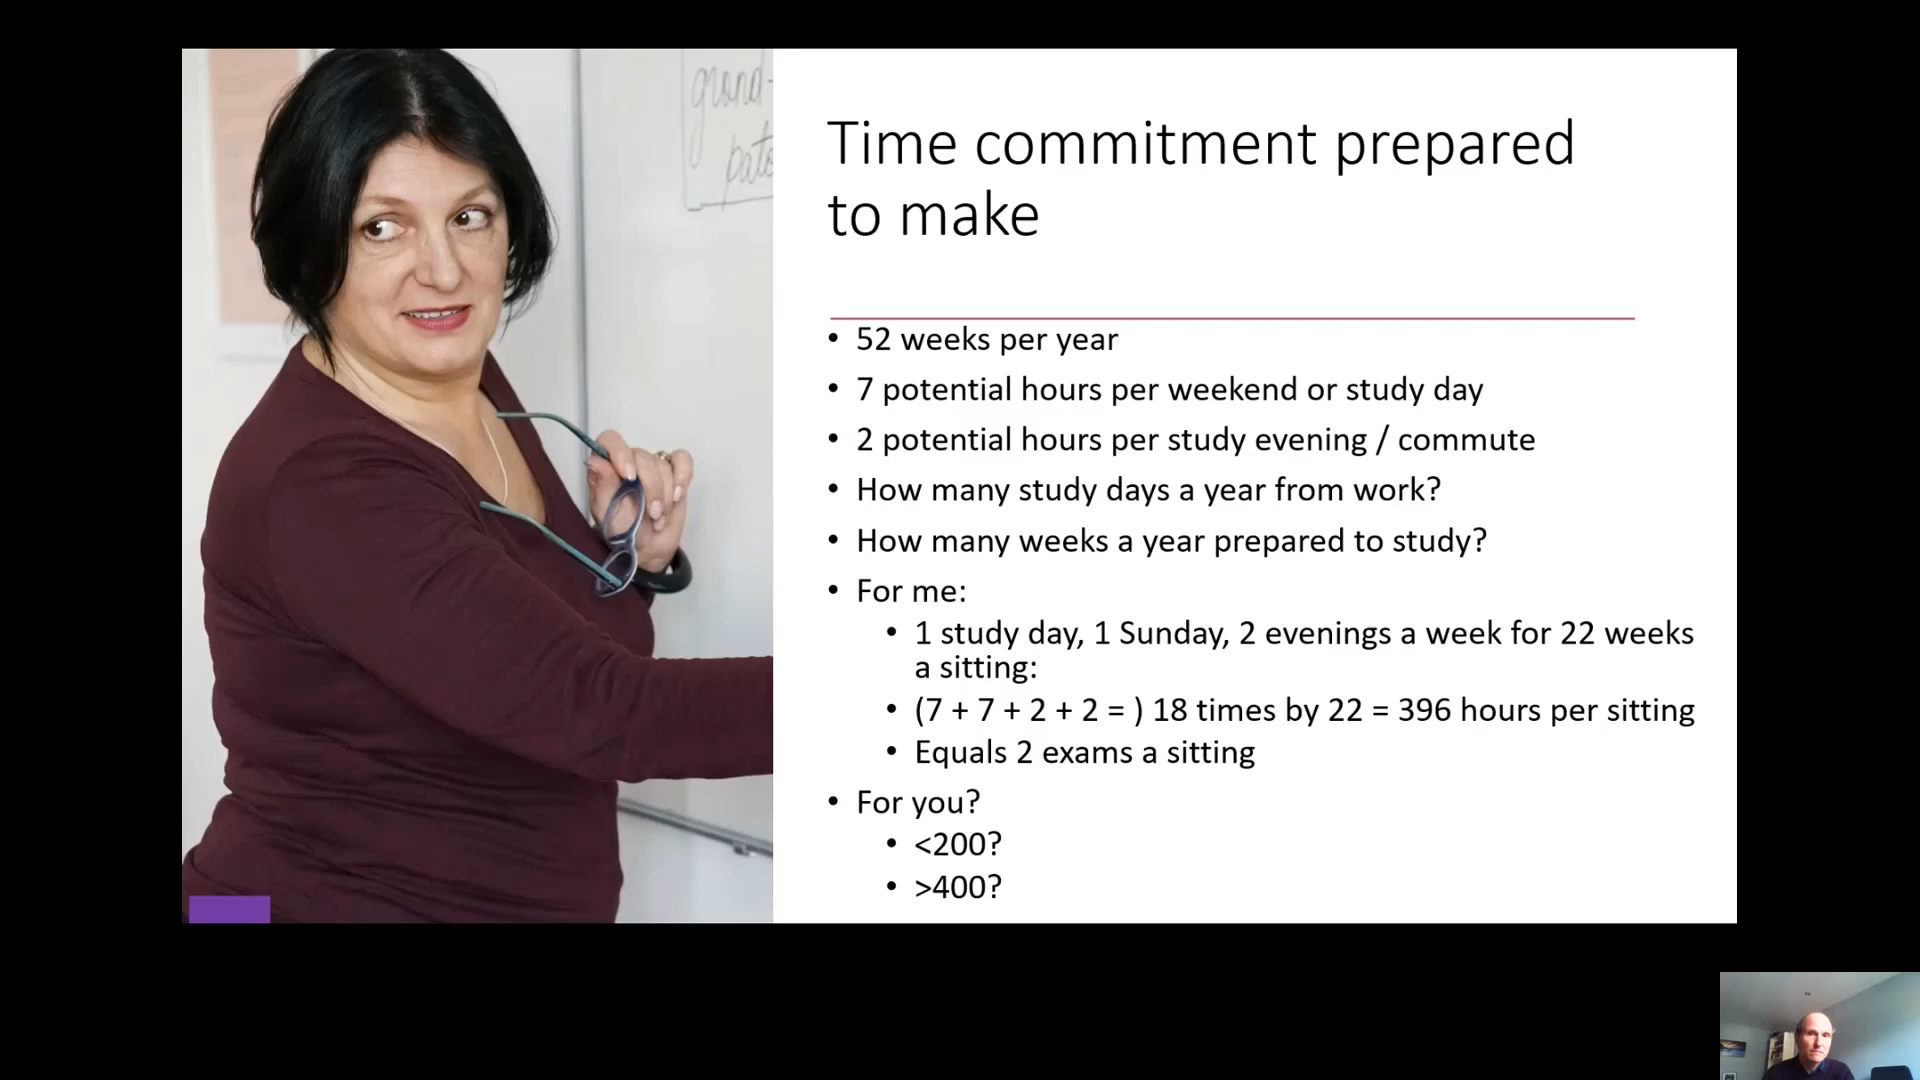 grand-
Time commitment prepared
to make
• 52 weeks per year
• 7 potential hours per weekend or study day
• 2 potential hours per study evening / commute
• How many study days a year from work?
• How many weeks a year prepared to study?
• For me:
• 1 study day, 1 Sunday, 2 evenings a week for 22 weeks
a sitting:
• (7 + 7 + 2 + 2 = ) 18 times by 22 = 396 hours per sitting
• Equals 2 exams a sitting
• For you?
• <200?
• >400?